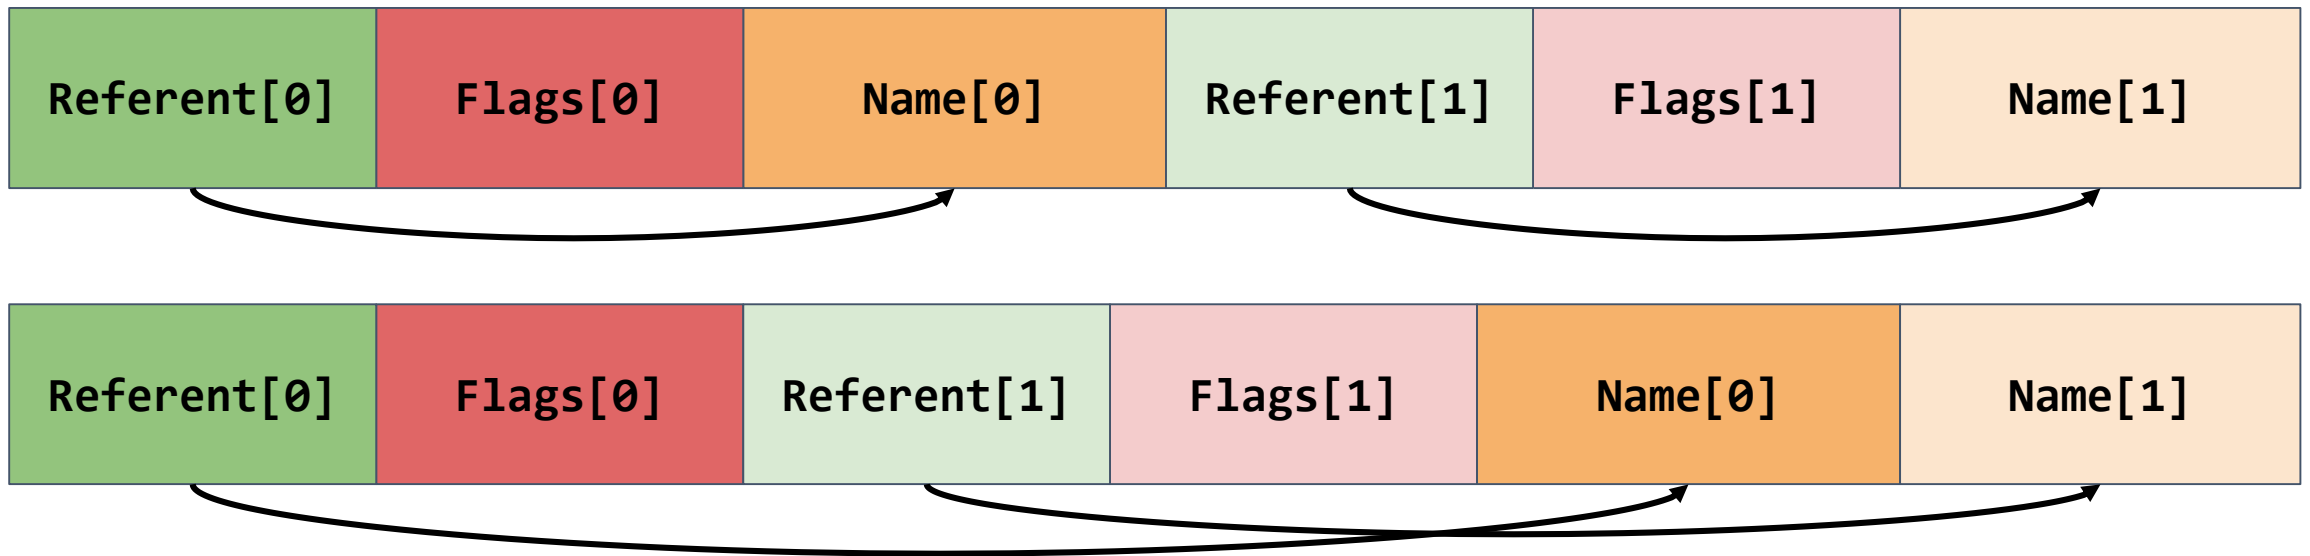 Referent[0] Flags[0] Name[0] Referent[1] Flags[1] Name[1]
Referent[0] Flags[0] Referent[1] Flags[1] Name[0] Name[1]